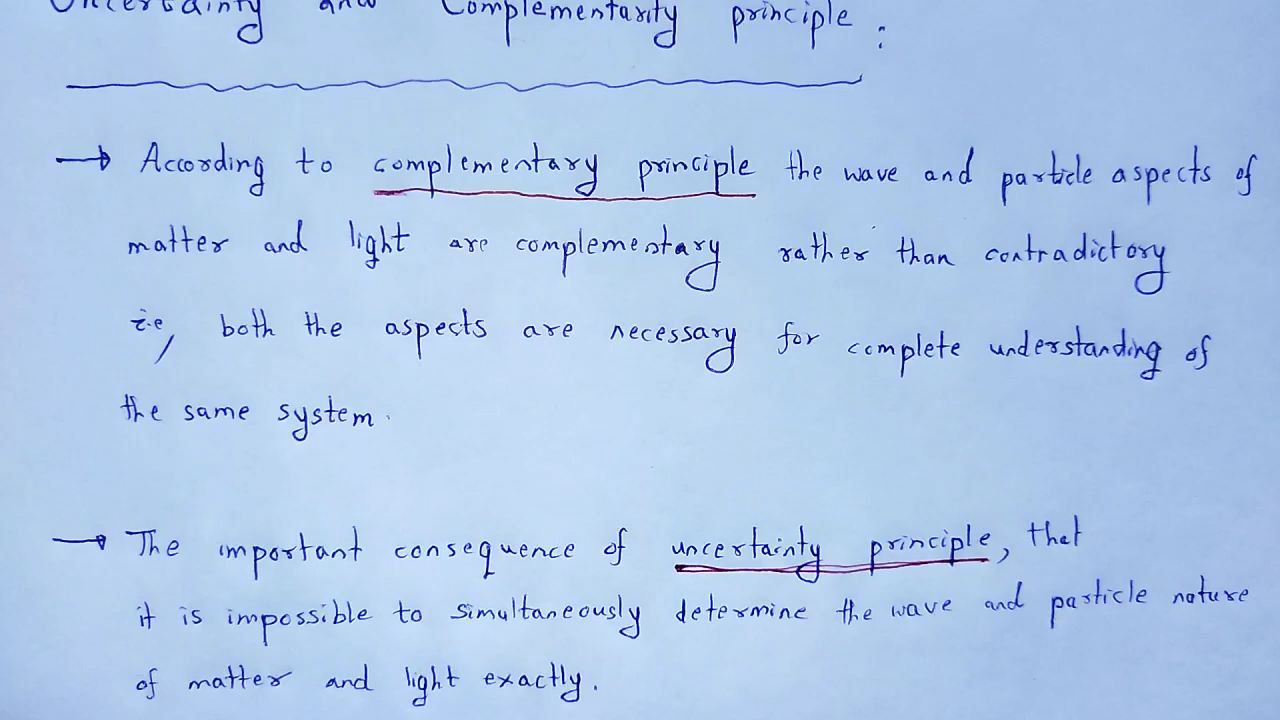 Uncertainty and Complementarity principle :
→ According to complementary principle the wave and particle aspects of
matter and light are complementary rather than contradictory
i.e, both the aspects are necessary for complete understanding of
the same system.
→ The important consequence of uncertainty principle, that
it is impossible to simultaneously determine the wave and particle nature
of matter and light exactly.